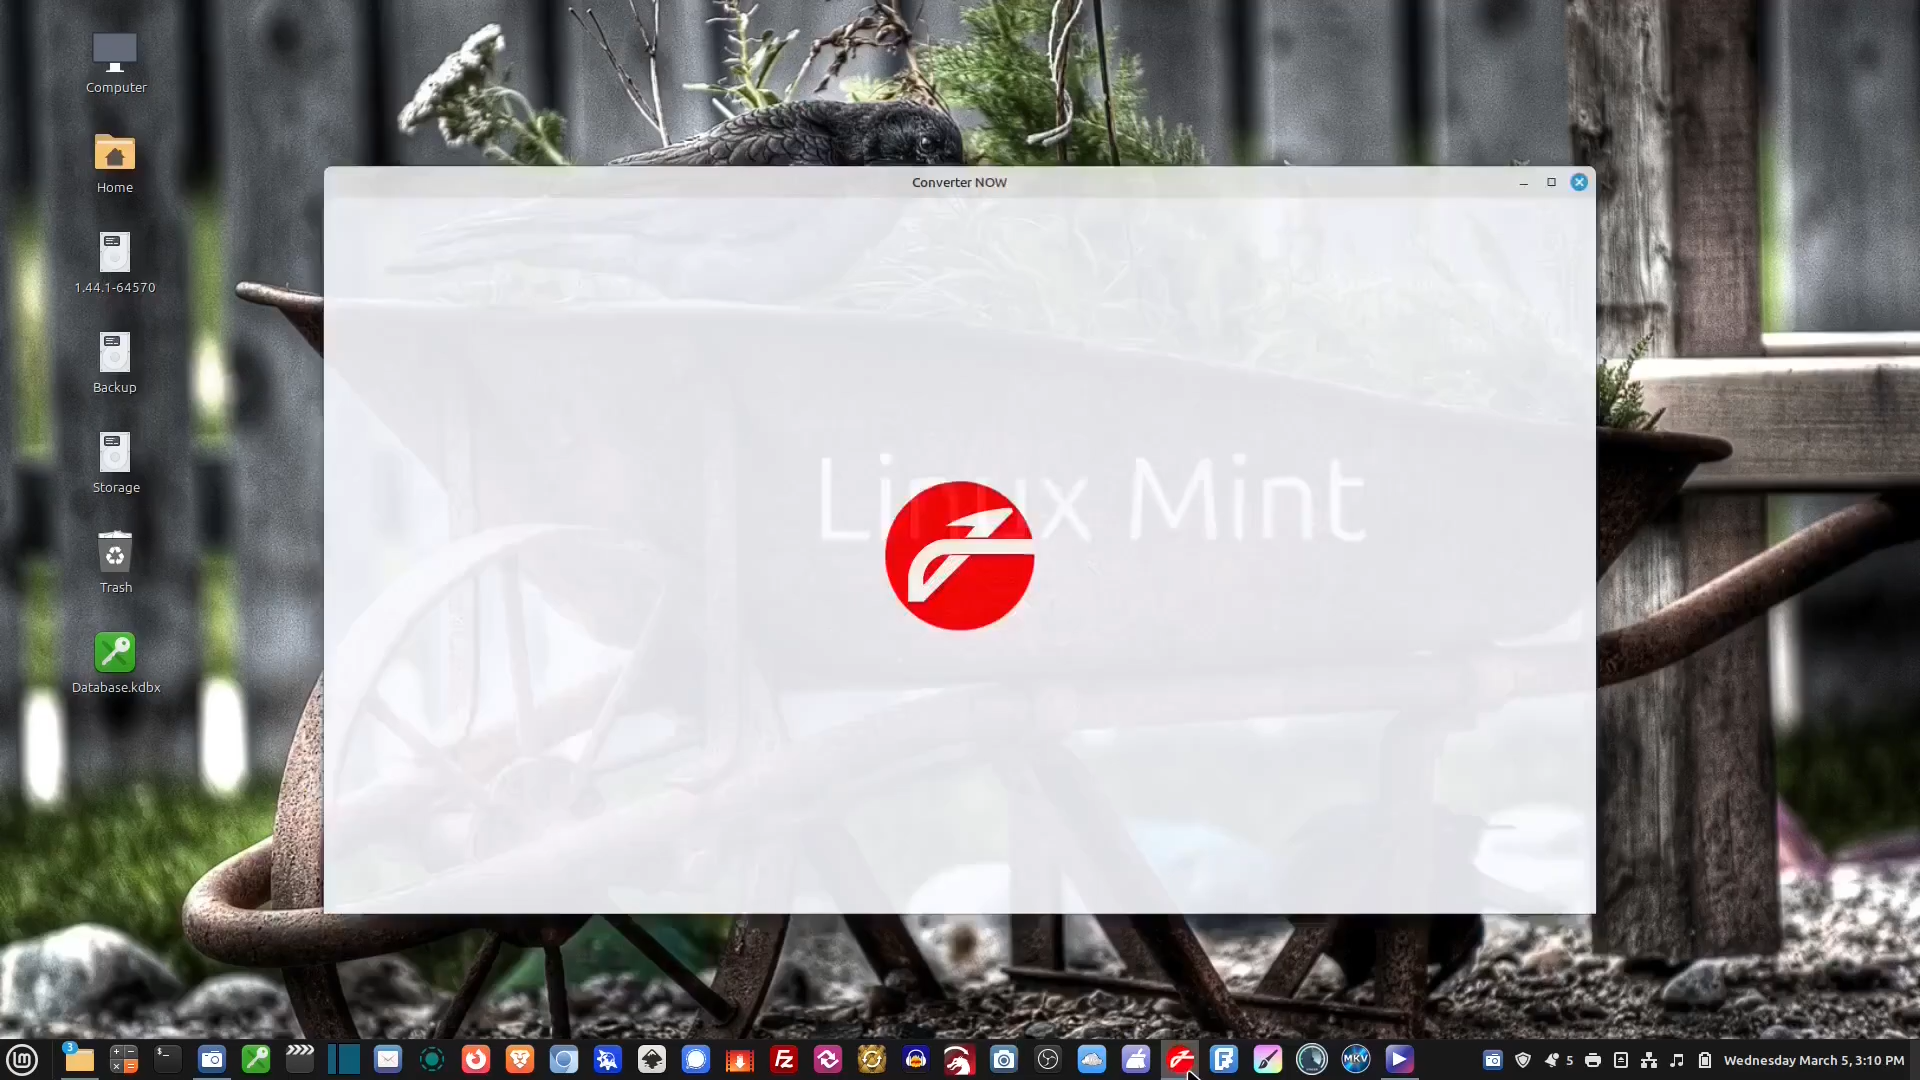 Computer
Home
1.44.1-64570
Backup
Storage
Trash
Database.kdbx
Converter NOW
Linux Mint
3
MKV
5
Wednesday March 5, 3:10 PM